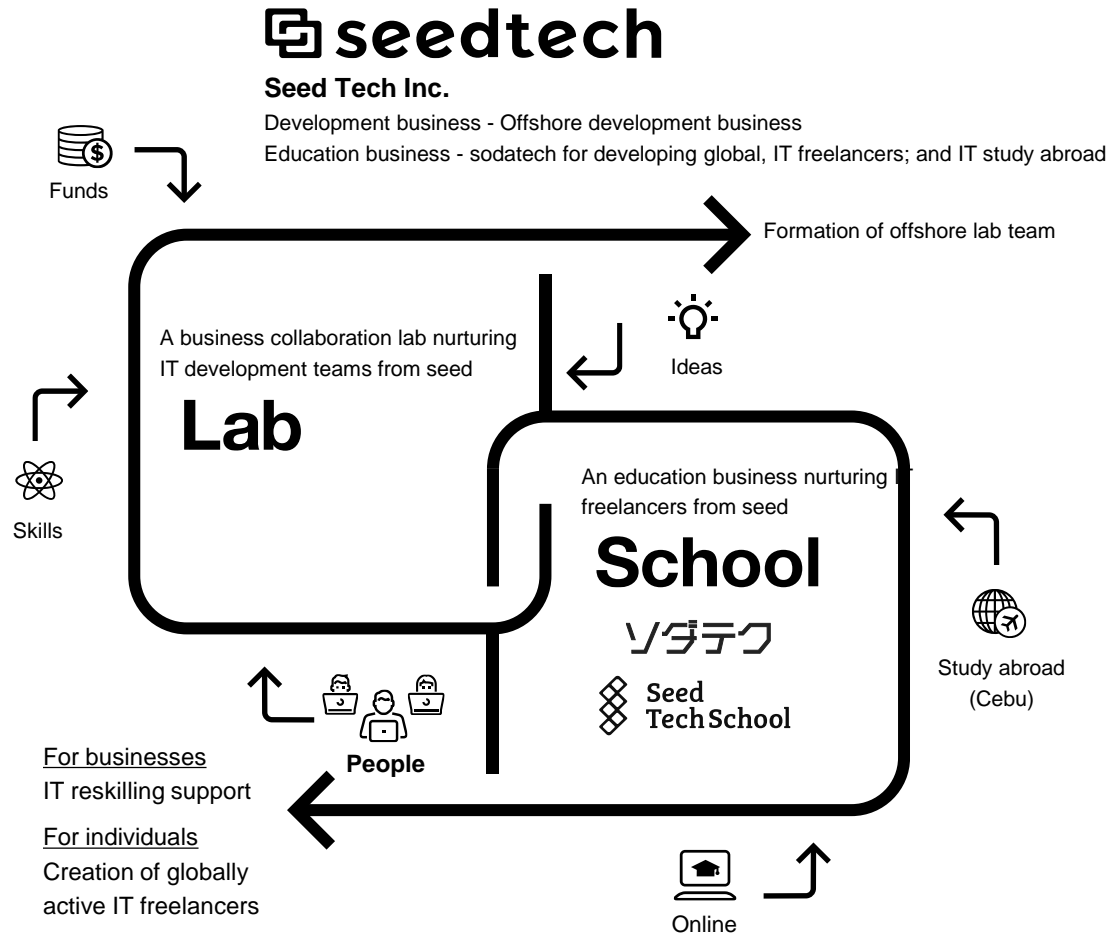 seedtech
Seed Tech Inc.
Development business - Offshore development business
Education business - sodatech for developing global, IT freelancers; and IT study abroad
Funds
Formation of offshore lab team
A business collaboration lab nurturing
IT development teams from seed
Lab
Ideas
Skills
An education business nurturing IT
freelancers from seed
School
ソダテク
Seed
Tech School
Study abroad
(Cebu)
People
For businesses
IT reskilling support
For individuals
Creation of globally
active IT freelancers
Online